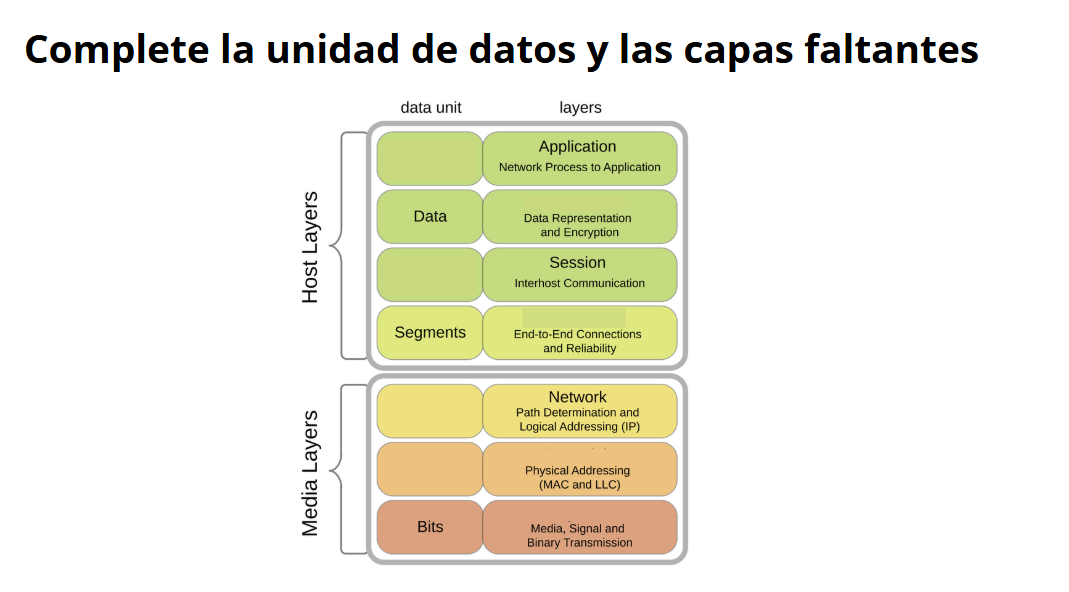 Complete la unidad de datos y las capas faltantes
data unit
layers
Host Layers
Application
Network Process to Application
Data
Data Representation
and Encryption
Session
Interhost Communication
Segments
End-to-End Connections
and Reliability
Media Layers
Network
Path Determination and
Logical Addressing (IP)
Physical Addressing
(MAC and LLC)
Bits
Media, Signal and
Binary Transmission